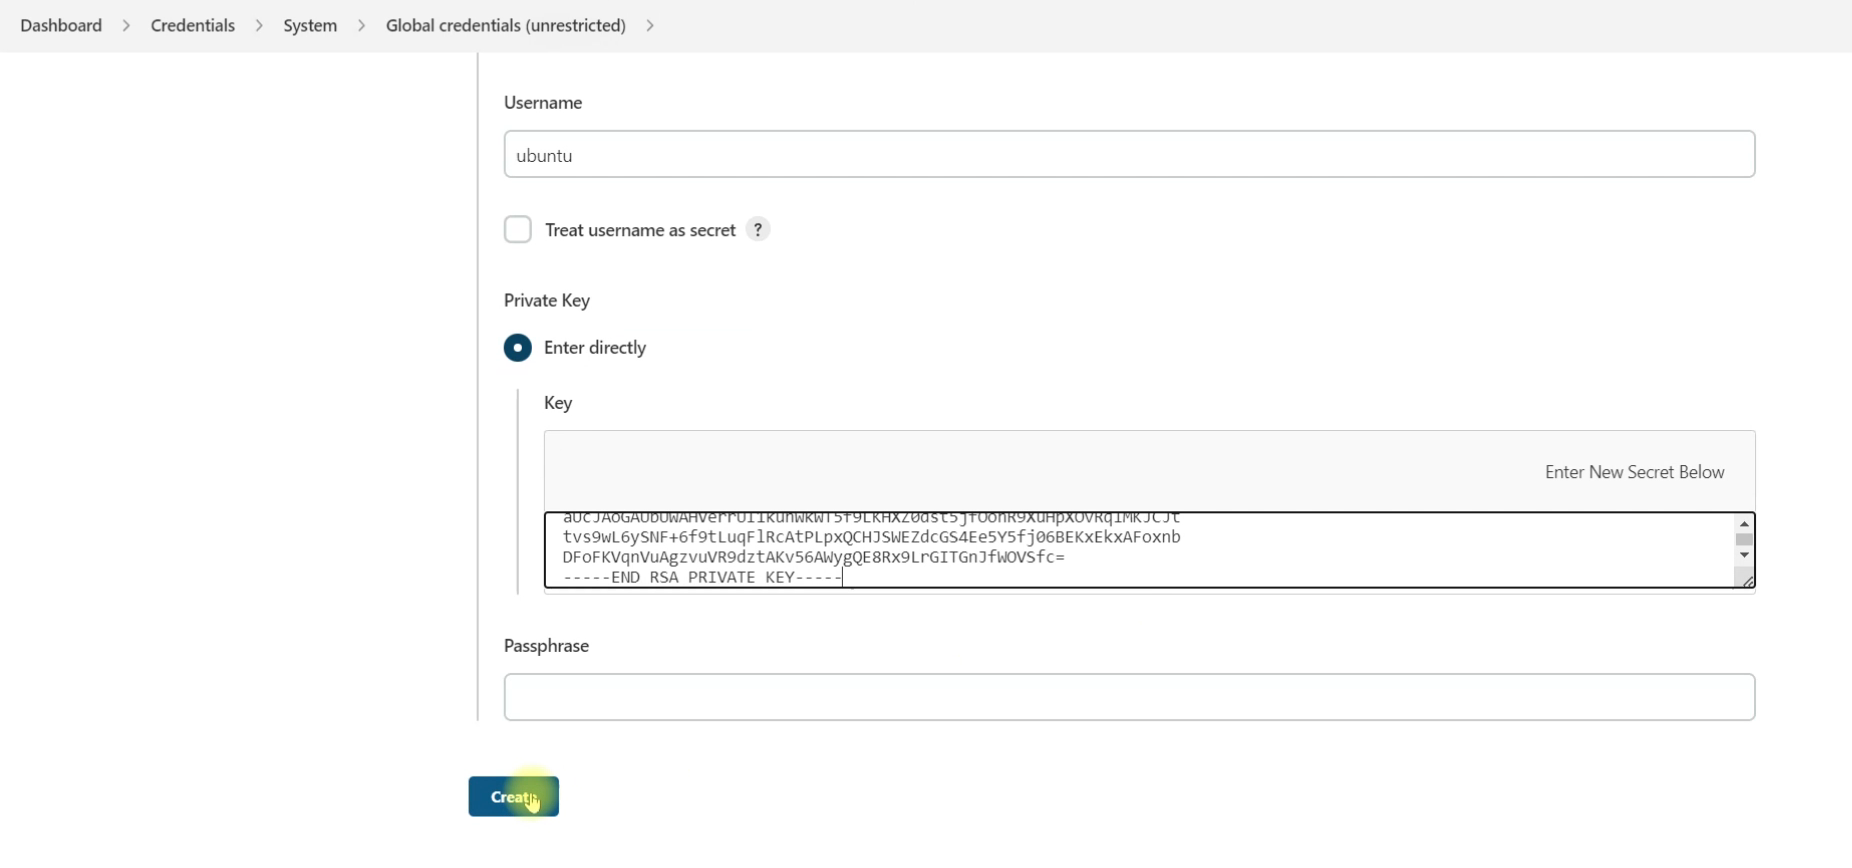 Dashboard > Credentials > System > Global credentials (unrestricted) >
Username
ubuntu
Treat username as secret ?
Private Key
Enter directly
Key
Enter New Secret Below
tvs9wL6ySNF+6f9tLuqFlRcAtPLpxQCHJSWEZdcGS4Ee5Y5fj06BEKxEkxAFoxnb
DFoFKVqnVuAgzvuVR9dztAKv56AWygQE8Rx9LrGITGnJfWOVSfc=
-----END RSA PRIVATE KEY-----
Passphrase
Create